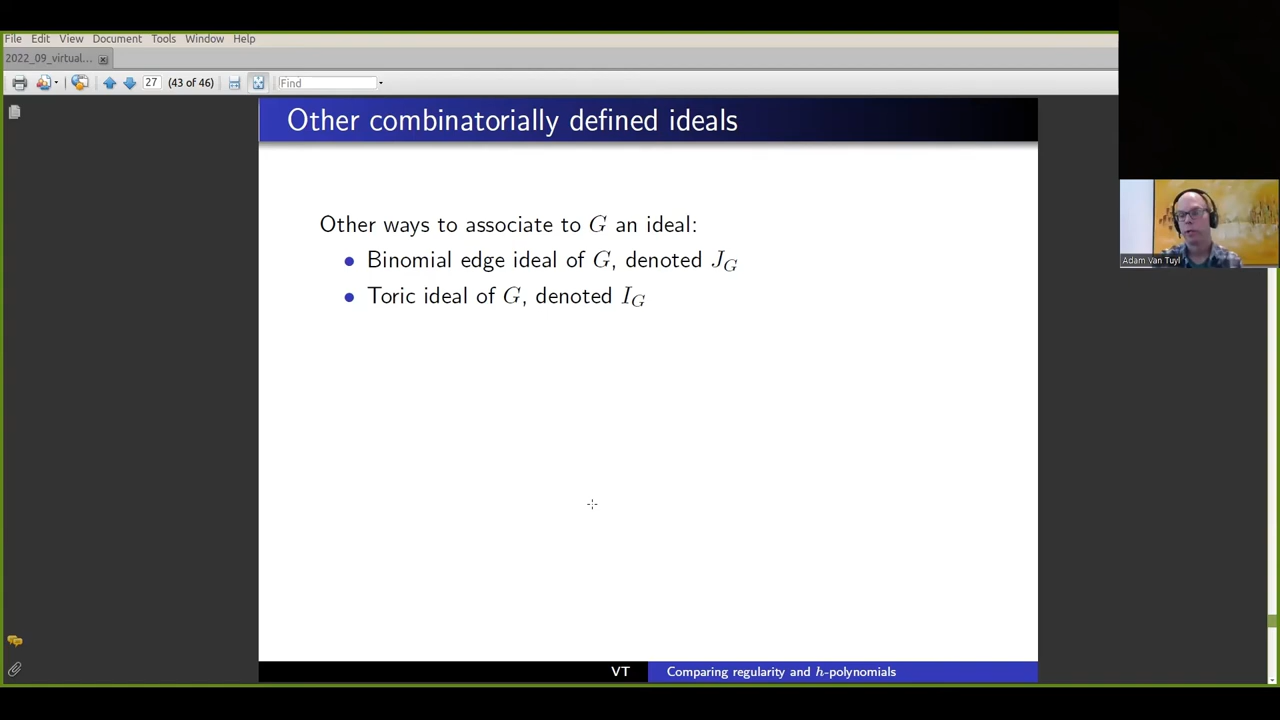 File Edit View Document Tools Window Help
2022_09_virtual...
27 (43 of 46) Find
Other combinatorially defined ideals
Other ways to associate to G an ideal:
• Binomial edge ideal of G, denoted J_G
• Toric ideal of G, denoted I_G
Adam Van Tuyl
VT Comparing regularity and h-polynomials